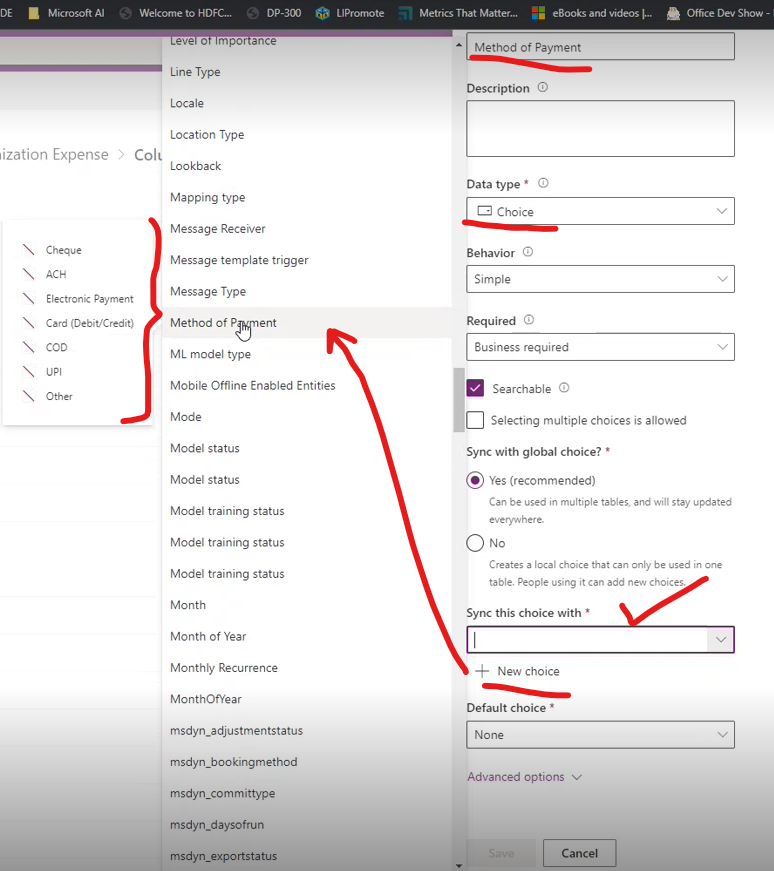 DE
Microsoft AI
Welcome to HDFC...
DP-300
LIPromote
Metrics That Matter...
eBooks and videos |...
Office Dev Show -
ization Expense > Colu
Cheque
ACH
Electronic Payment
Card (Debit/Credit)
COD
UPI
Other
Level of Importance
Line Type
Locale
Location Type
Lookback
Mapping type
Message Receiver
Message template trigger
Message Type
Method of Payment
ML model type
Mobile Offline Enabled Entities
Mode
Model status
Model status
Model training status
Model training status
Model training status
Month
Month of Year
Monthly Recurrence
MonthOfYear
msdyn_adjustmentstatus
msdyn_bookingmethod
msdyn_committype
msdyn_daysofrun
msdyn_exportstatus
Method of Payment
Description
Data type *
Choice
Behavior
Simple
Required
Business required
Searchable
Selecting multiple choices is allowed
Sync with global choice? *
Yes (recommended)
Can be used in multiple tables, and will stay updated
everywhere.
No
Creates a local choice that can only be used in one
table. People using it can add new choices.
Sync this choice with *
+ New choice
Default choice *
None
Advanced options
Save
Cancel